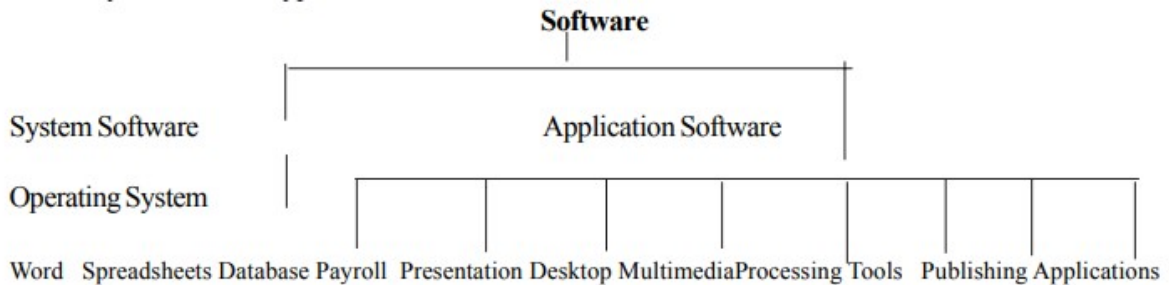 Software
System Software Application Software
Operating System
Word Spreadsheets Database Payroll Presentation Desktop MultimediaProcessing Tools Publishing Applications